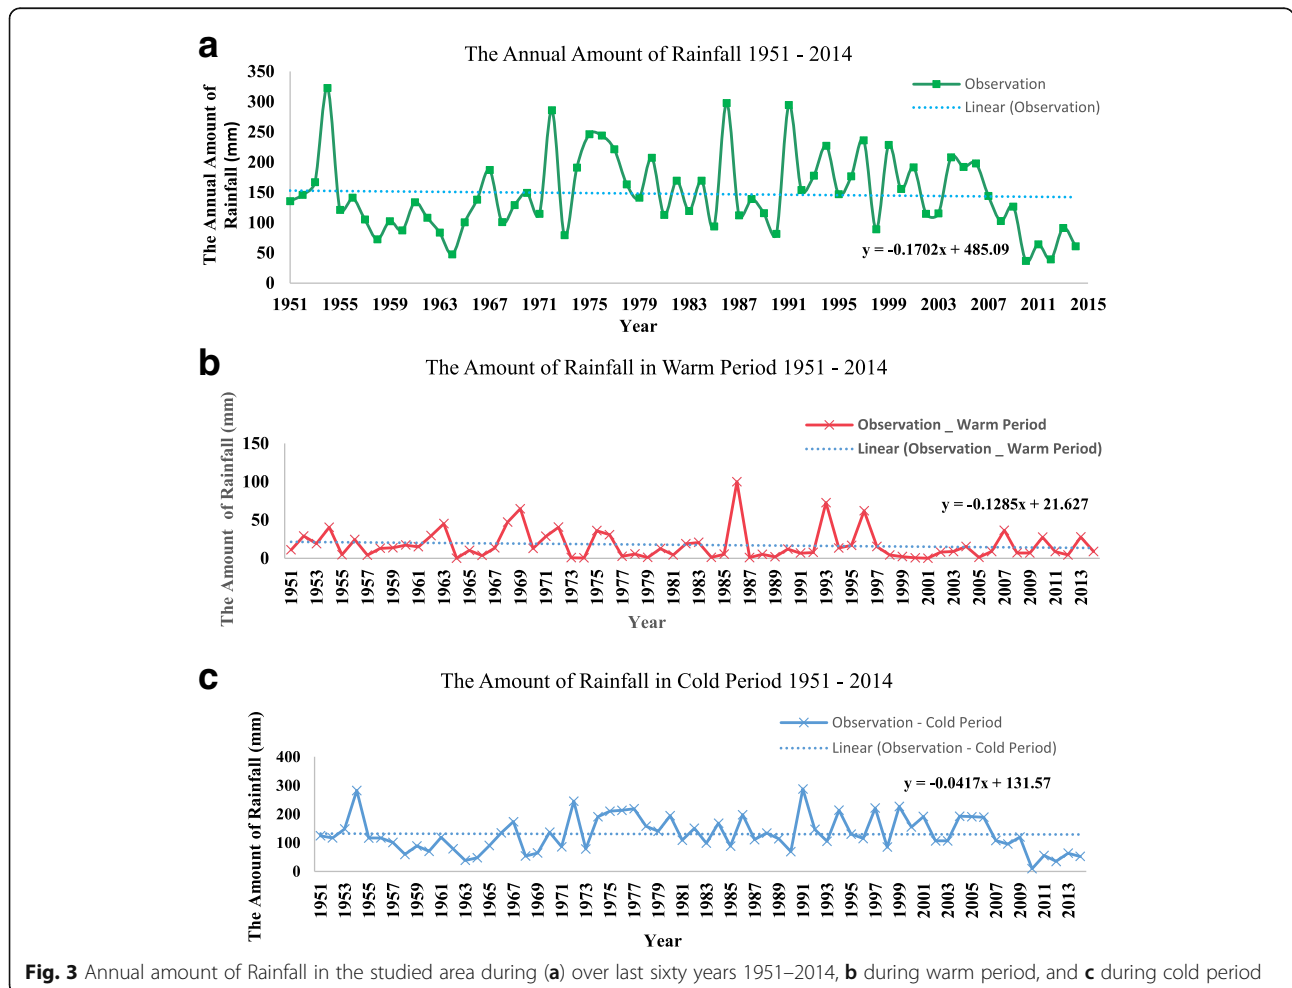 a
The Annual Amount of Rainfall 1951 - 2014
The Annual Amount of
Rainfall (mm)
350
300
250
200
150
100
50
0
Observation
Linear (Observation)
y = -0.1702x + 485.09
1951 1955 1959 1963 1967 1971 1975 1979 1983 1987 1991 1995 1999 2003 2007 2011 2015
Year
b
The Amount of Rainfall in Warm Period 1951 - 2014
The Amount of Rainfall (mm)
150
100
50
0
Observation _ Warm Period
Linear (Observation _ Warm Period)
y = -0.1285x + 21.627
1951 1953 1955 1957 1959 1961 1963 1965 1967 1969 1971 1973 1975 1977 1979 1981 1983 1985 1987 1989 1991 1993 1995 1997 1999 2001 2003 2005 2007 2009 2011 2013
Year
c
The Amount of Rainfall in Cold Period 1951 - 2014
The Amount of Rainfall (mm)
400
300
200
100
0
Observation - Cold Period
Linear (Observation - Cold Period)
y = -0.0417x + 131.57
1951 1953 1955 1957 1959 1961 1963 1965 1967 1969 1971 1973 1975 1977 1979 1981 1983 1985 1987 1989 1991 1993 1995 1997 1999 2001 2003 2005 2007 2009 2011 2013
Year
Fig. 3 Annual amount of Rainfall in the studied area during (a) over last sixty years 1951–2014, b during warm period, and c during cold period